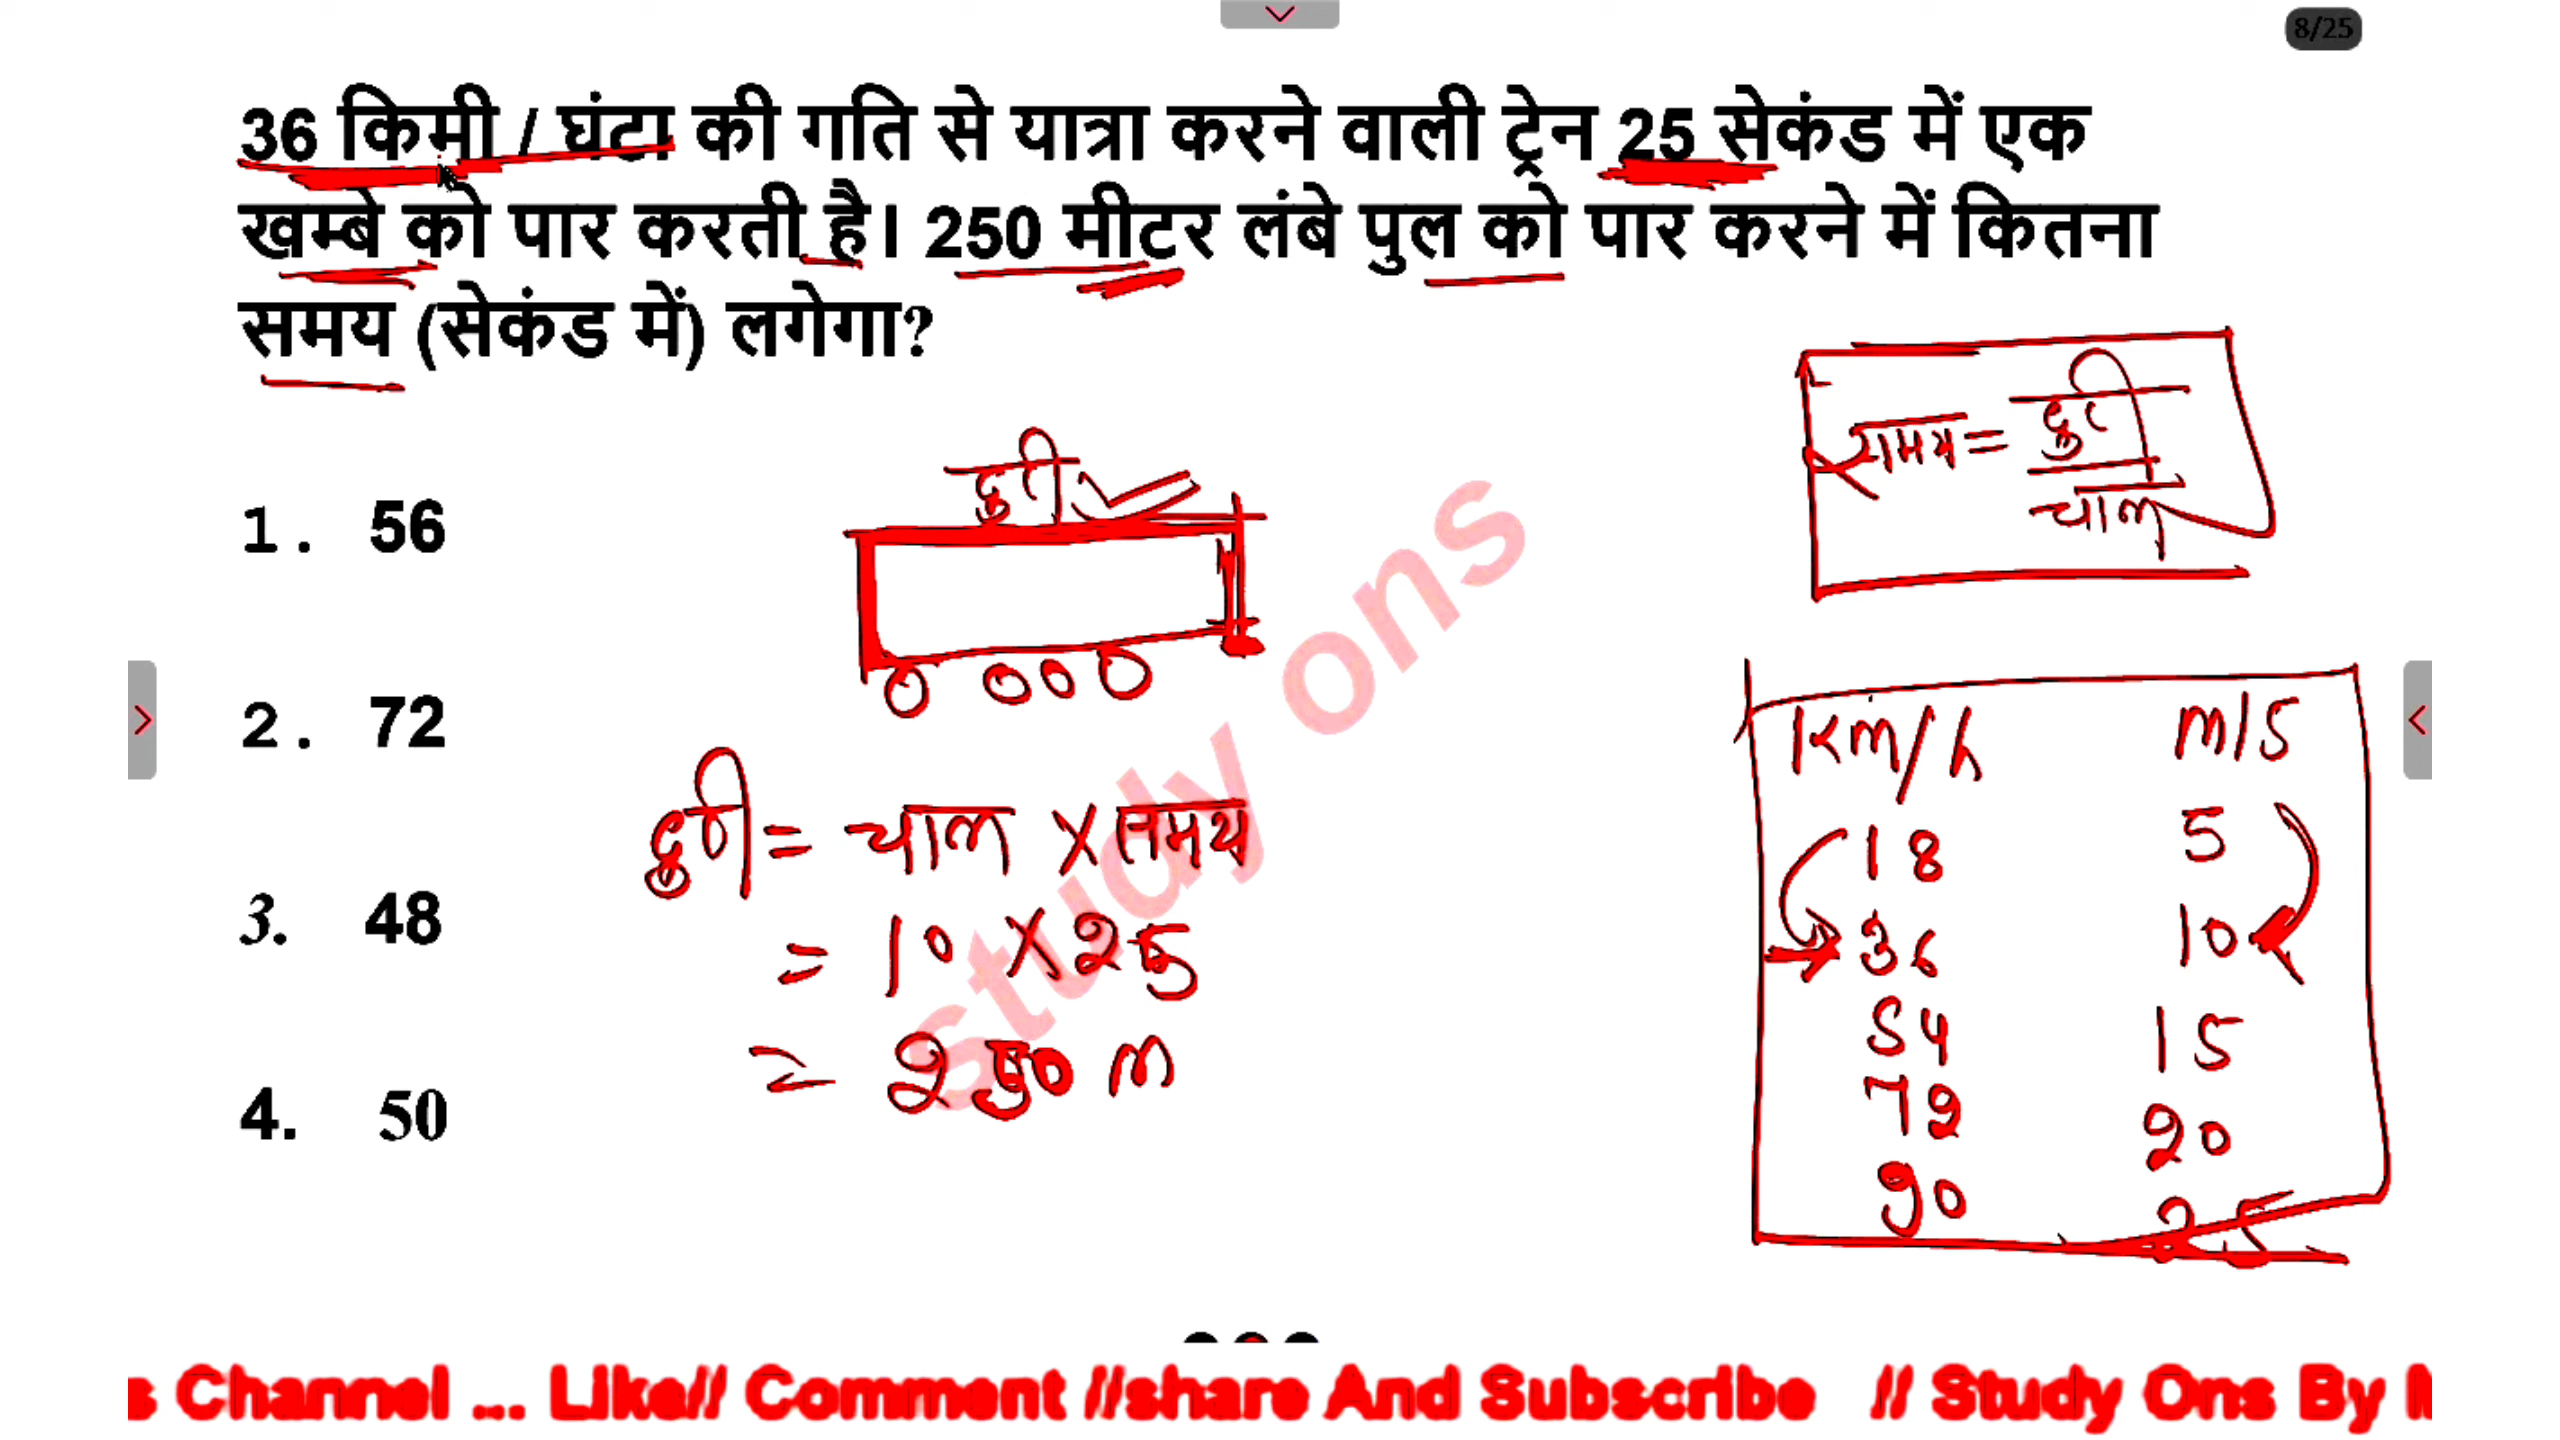 8/25
36 किमी / घंटा की गति से यात्रा करने वाली ट्रेन 25 सेकंड में एक
खम्बे को पार करती है। 250 मीटर लंबे पुल को पार करने में कितना
समय (सेकंड में) लगेगा?
समय = दूरी
चाल
दूरी
1. 56
2. 72
3. 48
4. 50
दूरी = चाल X समय
= 10 X 25
= 250 m
Km/h m/s
18 5
36 10
54 15
72 20
90 25
study ons
s Channel ... Like// Comment //share And Subscribe // Study Ons By